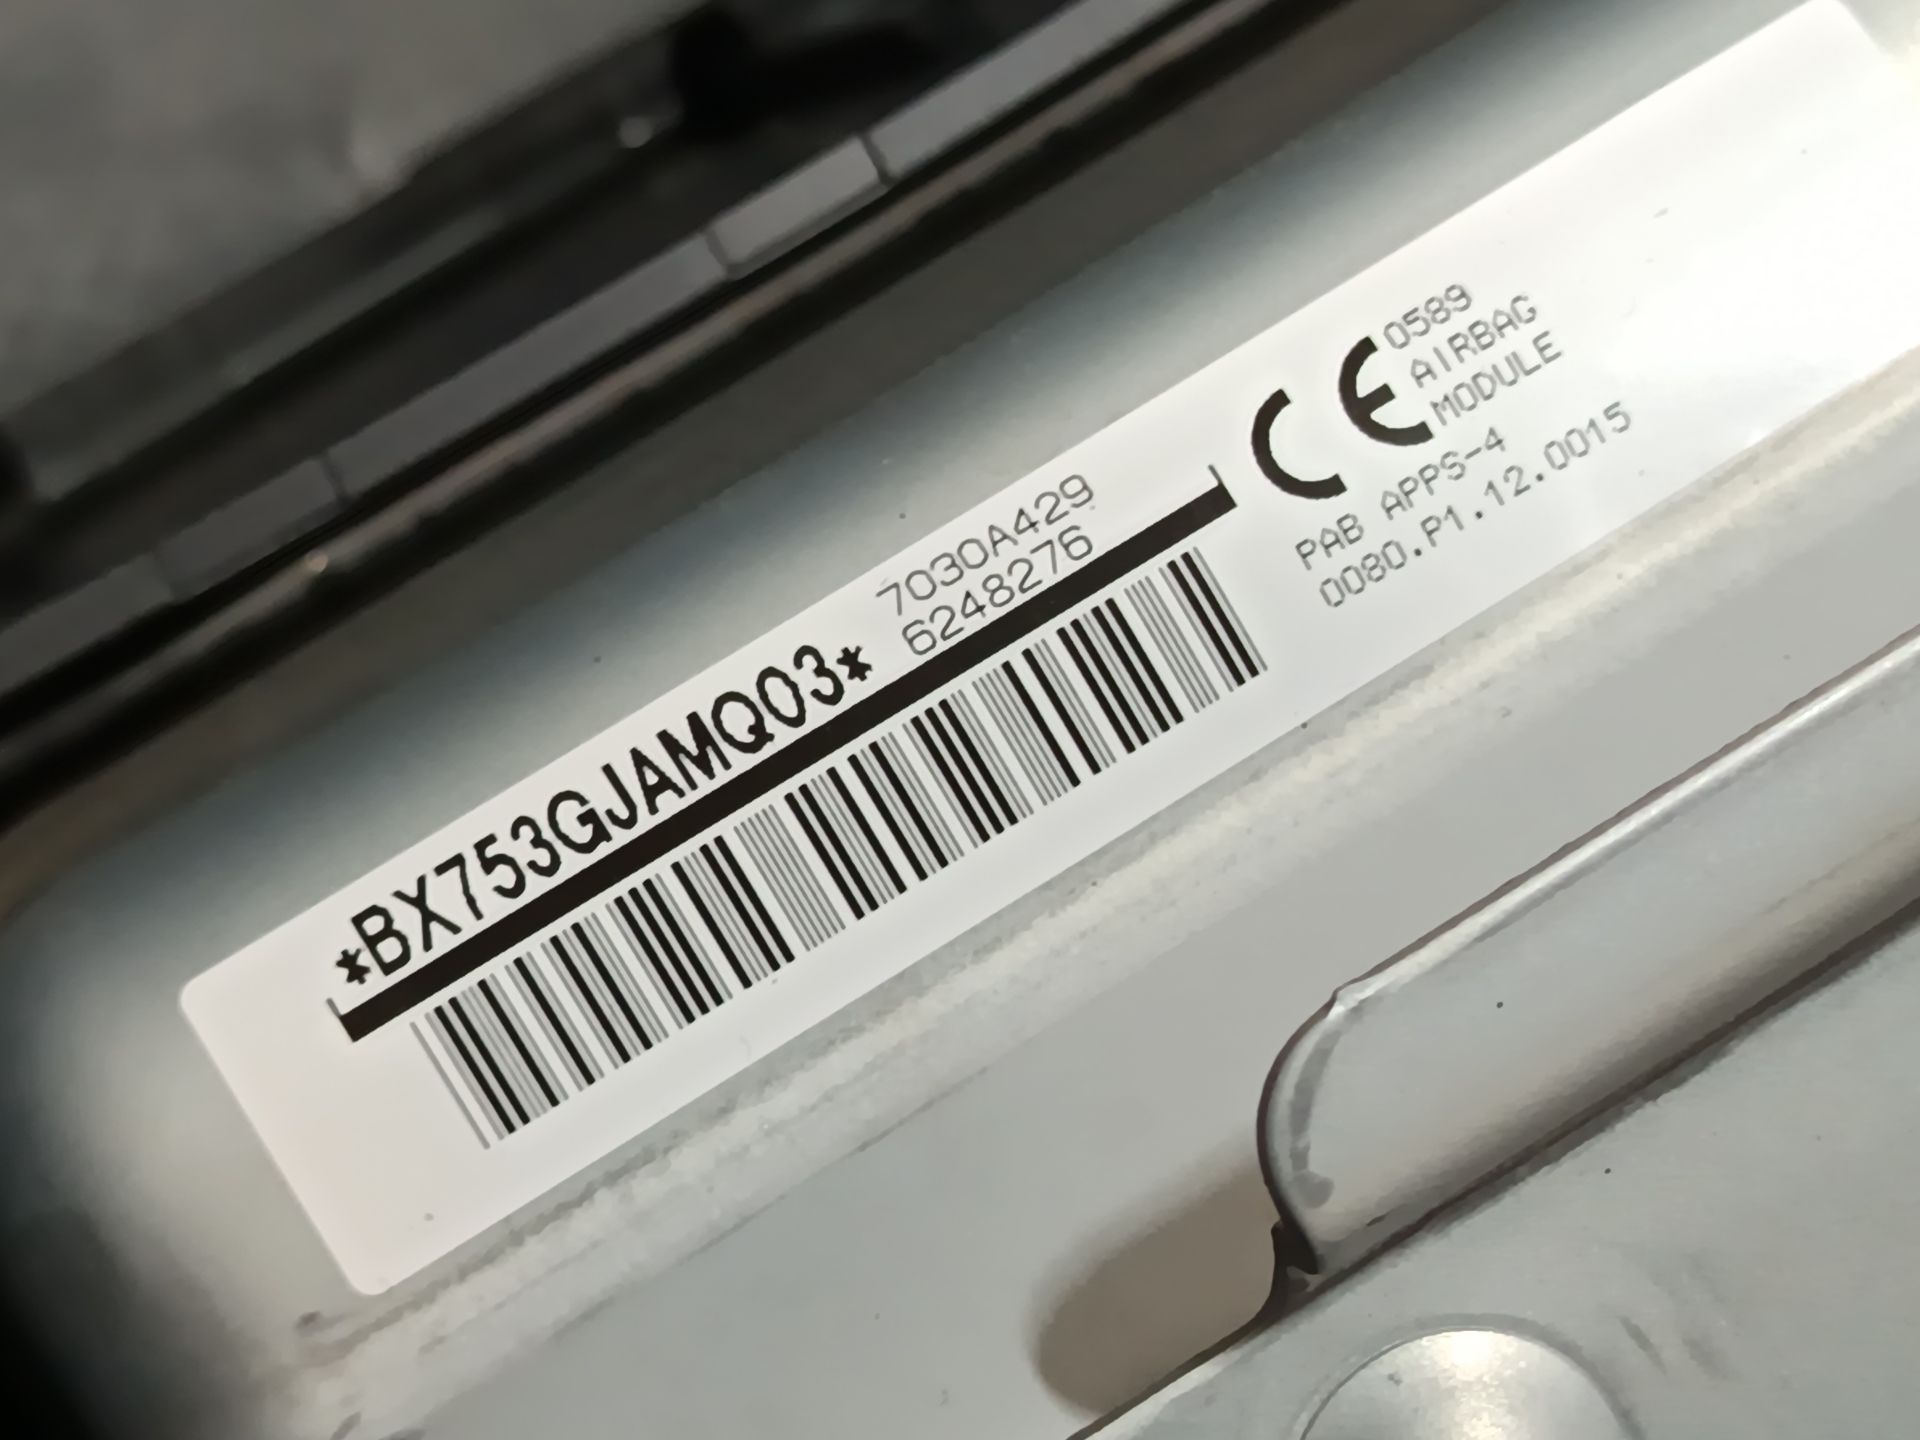 *BX753GJAMQ03*
7030A429
6248276
CE 0589
AIRBAG
MODULE
PAB APPS-4
0080.P1.12.0015